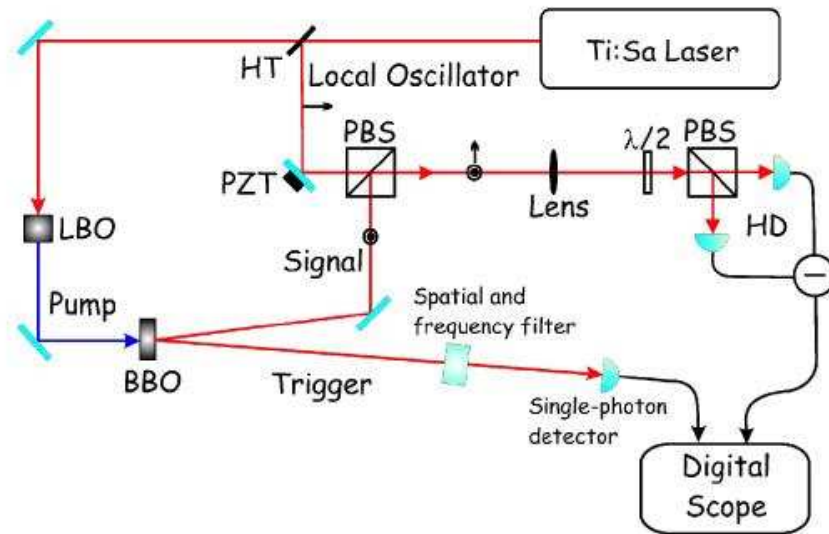 Ti:Sa Laser
HT
Local Oscillator
PBS
λ/2
PBS
PZT
Lens
HD
LBO
Signal
Pump
Spatial and
frequency filter
BBO
Trigger
Single-photon
detector
Digital
Scope